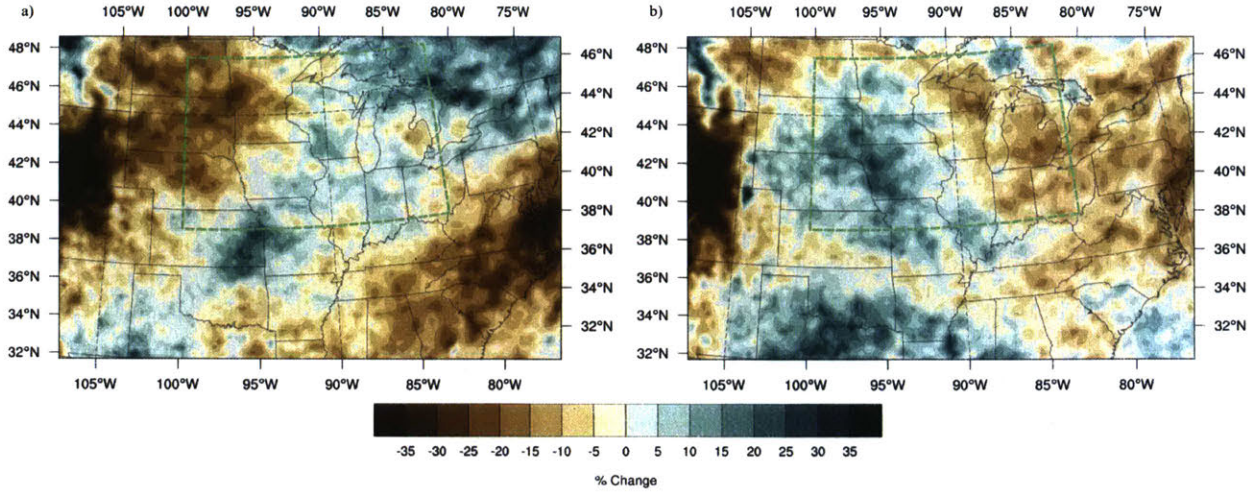 a)
105°W 100°W 95°W 90°W 85°W 80°W 75°W
b)
105°W 100°W 95°W 90°W 85°W 80°W 75°W
48°N 46°N 48°N 46°N
46°N 44°N 46°N 44°N
44°N 42°N 44°N 42°N
42°N 40°N 42°N 40°N
40°N 38°N 40°N 38°N
38°N 36°N 38°N 36°N
36°N 34°N 36°N 34°N
34°N 32°N 34°N 32°N
32°N 32°N
105°W 100°W 95°W 90°W 85°W 80°W
105°W 100°W 95°W 90°W 85°W 80°W
-35 -30 -25 -20 -15 -10 -5 0 5 10 15 20 25 30 35
% Change